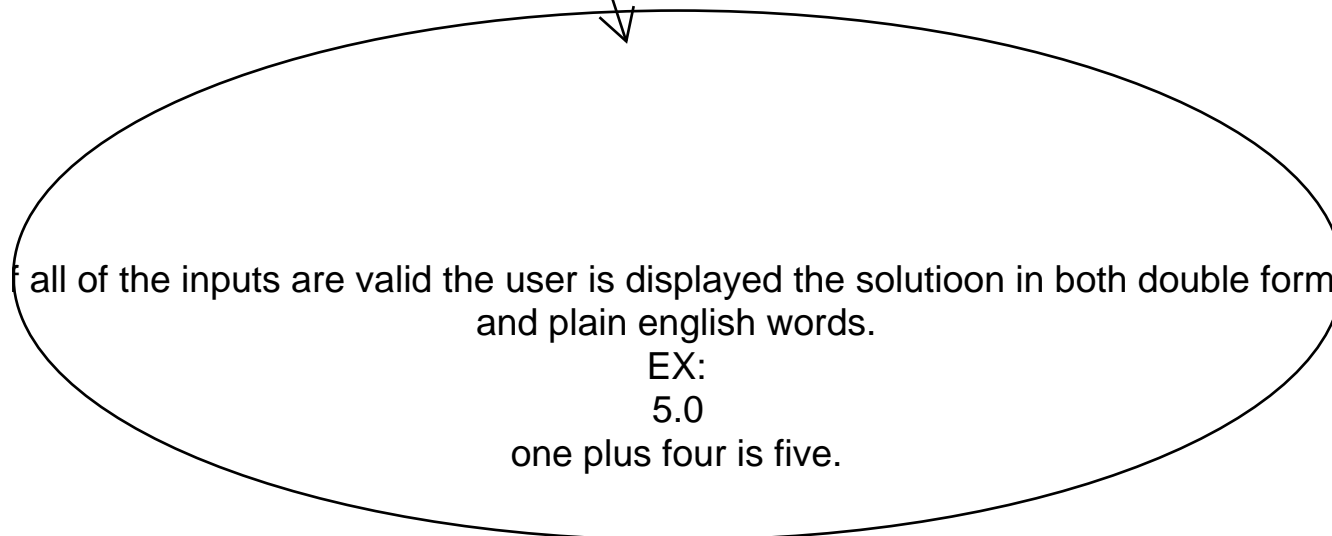 all of the inputs are valid the user is displayed the solutioon in both double form
and plain english words.
EX:
5.0
one plus four is five.